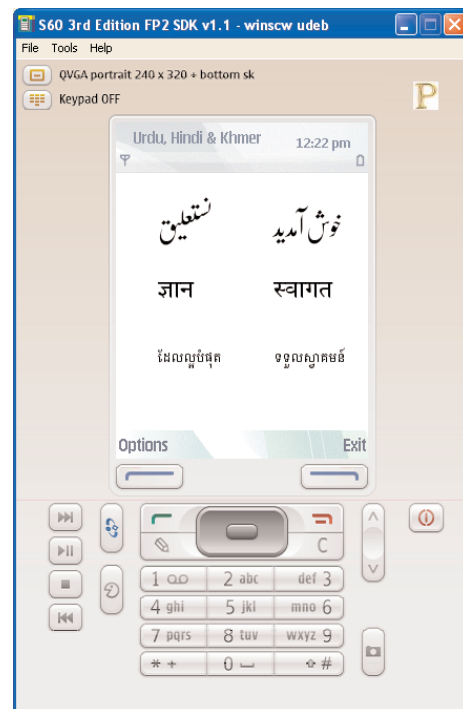 S60 3rd Edition FP2 SDK v1.1 - winscw udeb
File Tools Help
QVGA portrait 240 x 320 + bottom sk
Keypad OFF
P
Urdu, Hindi & Khmer 12:22 pm
نستعلیق خوش آمدید
ज्ञान स्वागत
ដែលល្អបំផុត ទទួលស្វាគមន៍
Options Exit
C
1 2 abc def 3
4 ghi 5 jkl mno 6
7 pqrs 8 tuv wxyz 9
* + 0 #